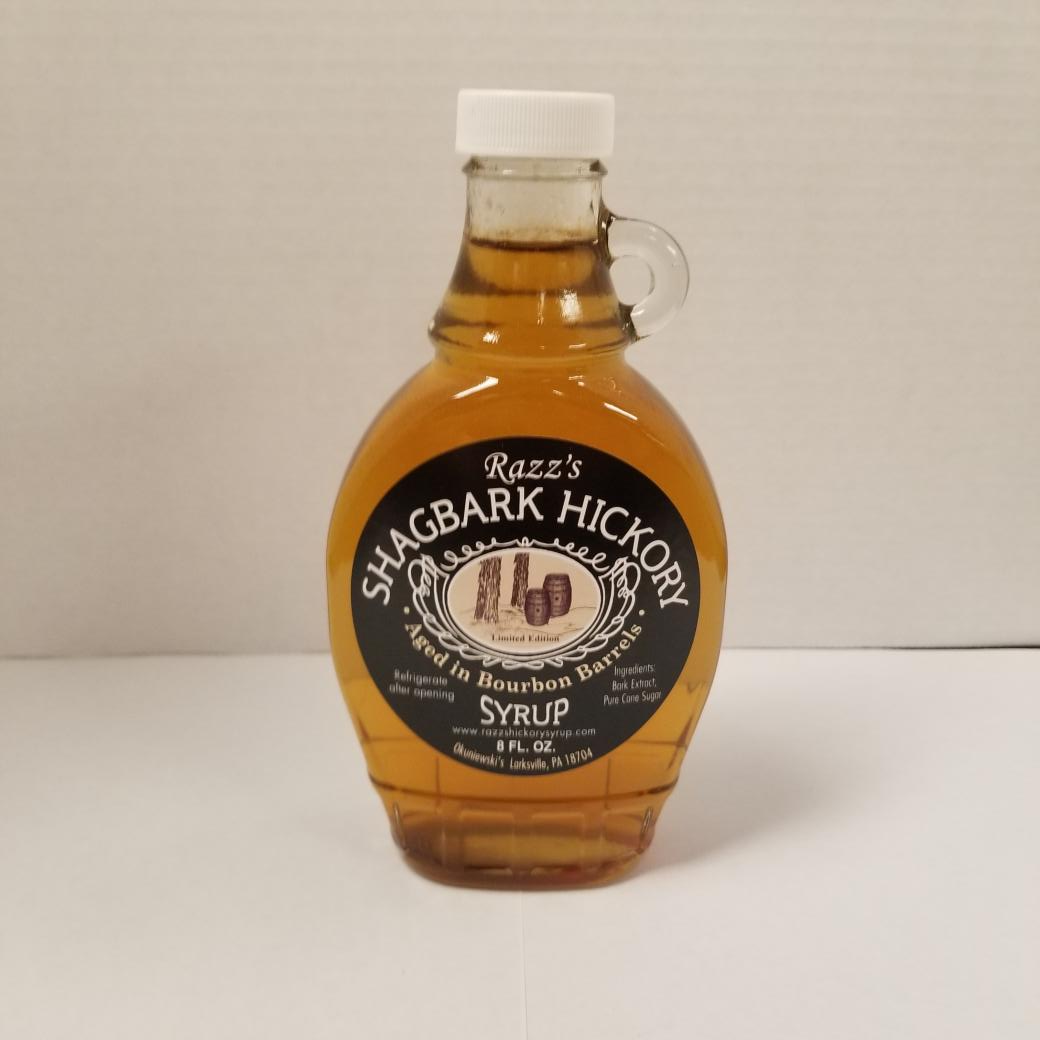 Razz's
SHAGBARK HICKORY
Limited Edition
• Aged in Bourbon Barrels •
Refrigerate
after opening
Ingredients:
Bark Extract,
Pure Cane Sugar
SYRUP
www.razzshickorysyrup.com
8 FL. OZ.
Okuniewski's Larksville, PA 18704